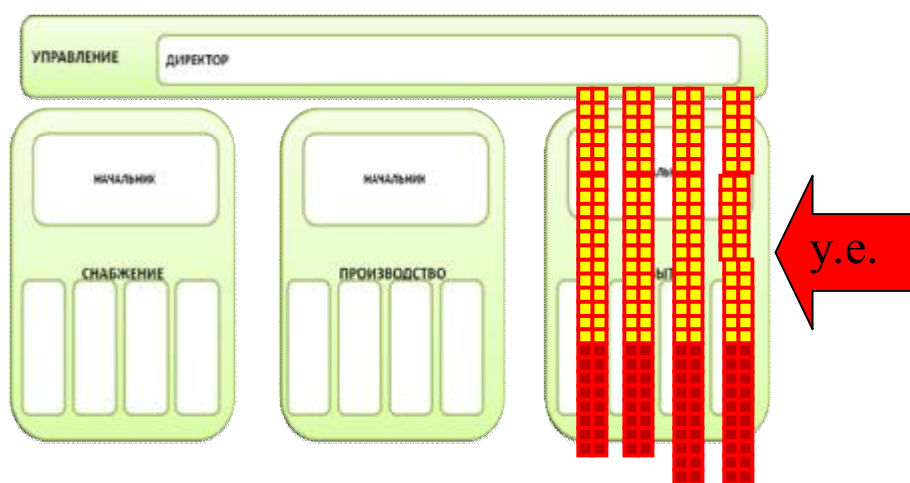 УПРАВЛЕНИЕ
ДИРЕКТОР
НАЧАЛЬНИК
НАЧАЛЬНИК
СНАБЖЕНИЕ
ПРОИЗВОДСТВО
у.е.